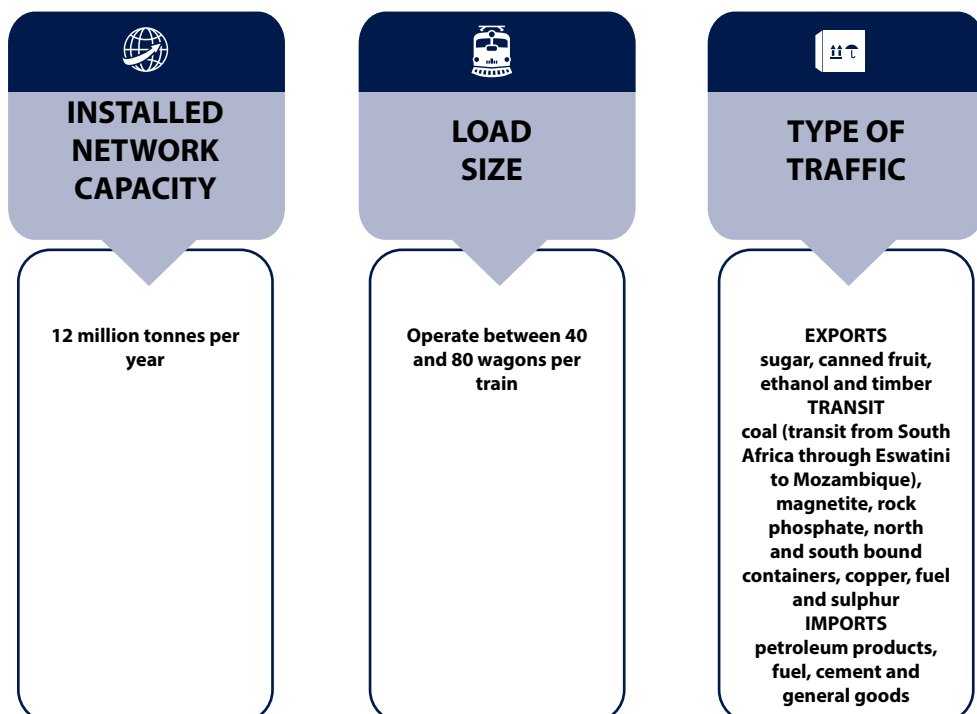 INSTALLED
NETWORK
CAPACITY
12 million tonnes per
year
LOAD
SIZE
Operate between 40
and 80 wagons per
train
TYPE OF
TRAFFIC
EXPORTS
sugar, canned fruit,
ethanol and timber
TRANSIT
coal (transit from South
Africa through Eswatini
to Mozambique),
magnetite, rock
phosphate, north
and south bound
containers, copper, fuel
and sulphur
IMPORTS
petroleum products,
fuel, cement and
general goods